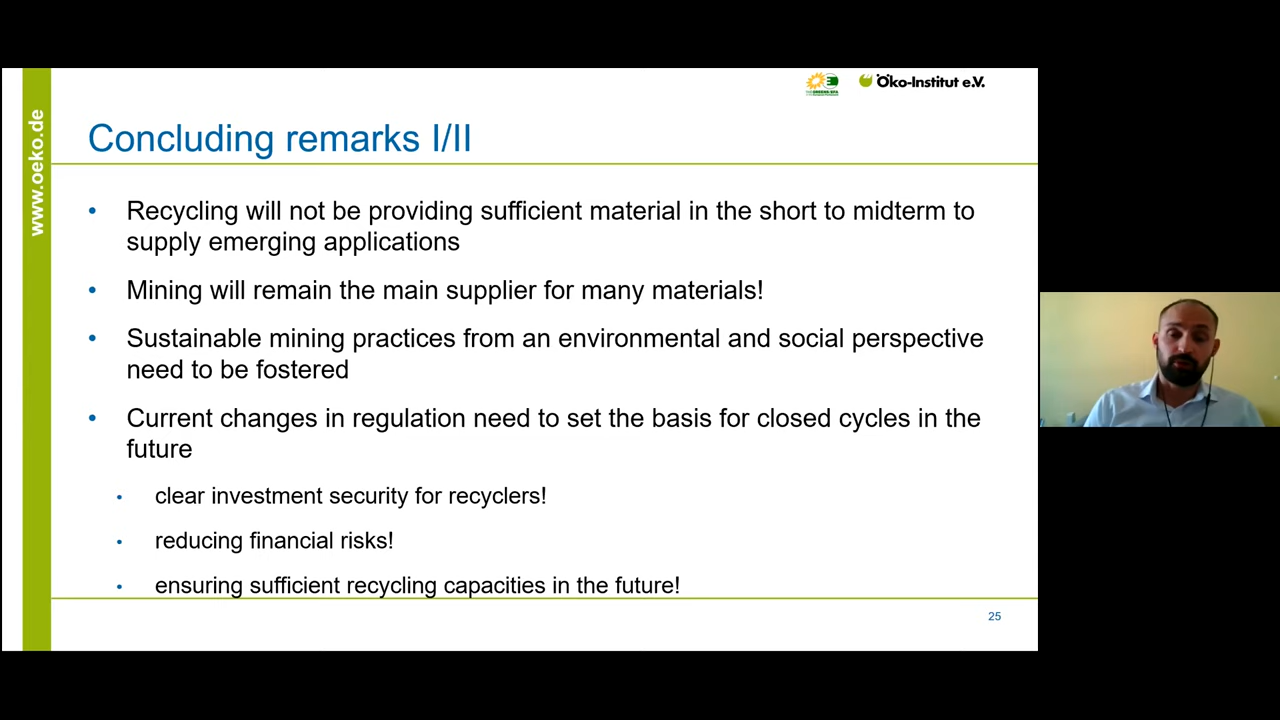 Öko-Institut e.V.
www.oeko.de
Concluding remarks I/II
• Recycling will not be providing sufficient material in the short to midterm to
supply emerging applications
• Mining will remain the main supplier for many materials!
• Sustainable mining practices from an environmental and social perspective
need to be fostered
• Current changes in regulation need to set the basis for closed cycles in the
future
• clear investment security for recyclers!
• reducing financial risks!
• ensuring sufficient recycling capacities in the future!
25